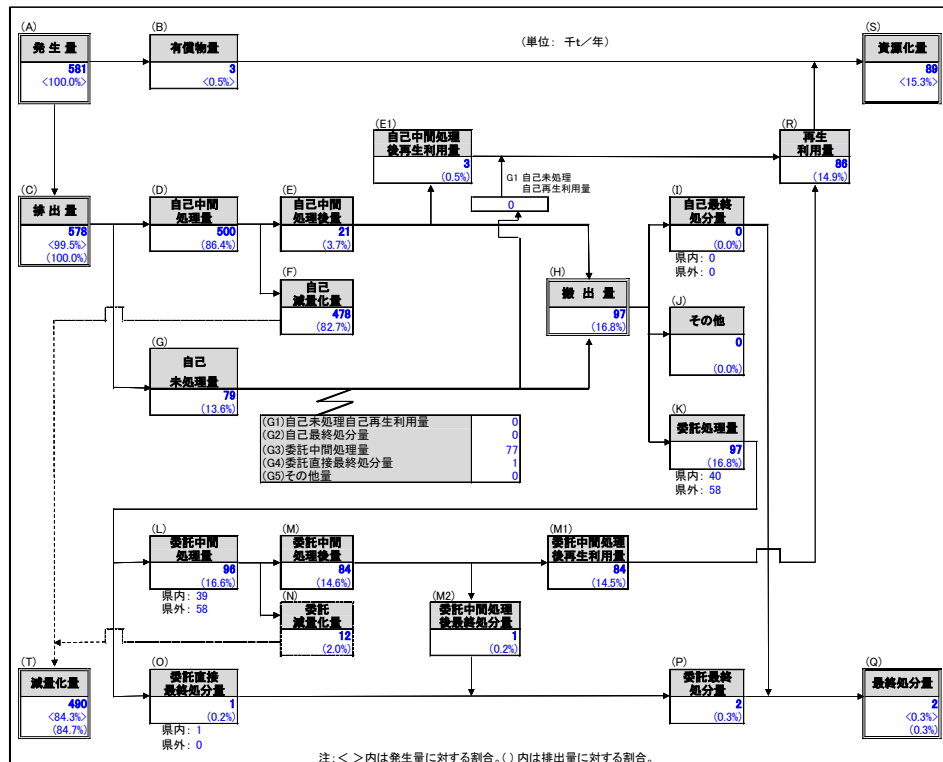 (A)
発 生 量
581
<100.0%>
(B)
有償物量
3
<0.5%>
(単位: 千t/年)
(S)
資源化量
89
<15.3%>
(E1)
自己中間処理
後再生利用量
3
(0.5%)
G1 自己未処理
自己再生利用量
0
(R)
再生
利用量
86
(14.9%)
(C)
排 出 量
578
<99.5%>
(100.0%)
(D)
自己中間
処理量
500
(86.4%)
(E)
自己中間
処理後量
21
(3.7%)
(F)
自己
減量化量
478
(82.7%)
(G)
自己
未処理量
79
(13.6%)
(G1)自己未処理自己再生利用量 0
(G2)自己最終処分量 0
(G3)委託中間処理量 77
(G4)委託直接最終処分量 1
(G5)その他量 0
(H)
搬 出 量
97
(16.8%)
(I)
自己最終
処分量
0
(0.0%)
県内: 0
県外: 0
(J)
その他
0
(0.0%)
(K)
委託処理量
97
(16.8%)
県内: 40
県外: 58
(L)
委託中間
処理量
96
(16.6%)
県内: 39
県外: 58
(M)
委託中間
処理後量
84
(14.6%)
(N)
委託
減量化量
12
(2.0%)
(M1)
委託中間処理
後再生利用量
84
(14.5%)
(M2)
委託中間処理
後最終処分量
1
(0.2%)
(T)
減量化量
490
<84.3%>
(84.7%)
(O)
委託直接
最終処分量
1
(0.2%)
県内: 1
県外: 0
(P)
委託最終
処分量
2
(0.3%)
(Q)
最終処分量
2
<0.3%>
(0.3%)
注:< >内は発生量に対する割合。( )内は排出量に対する割合。